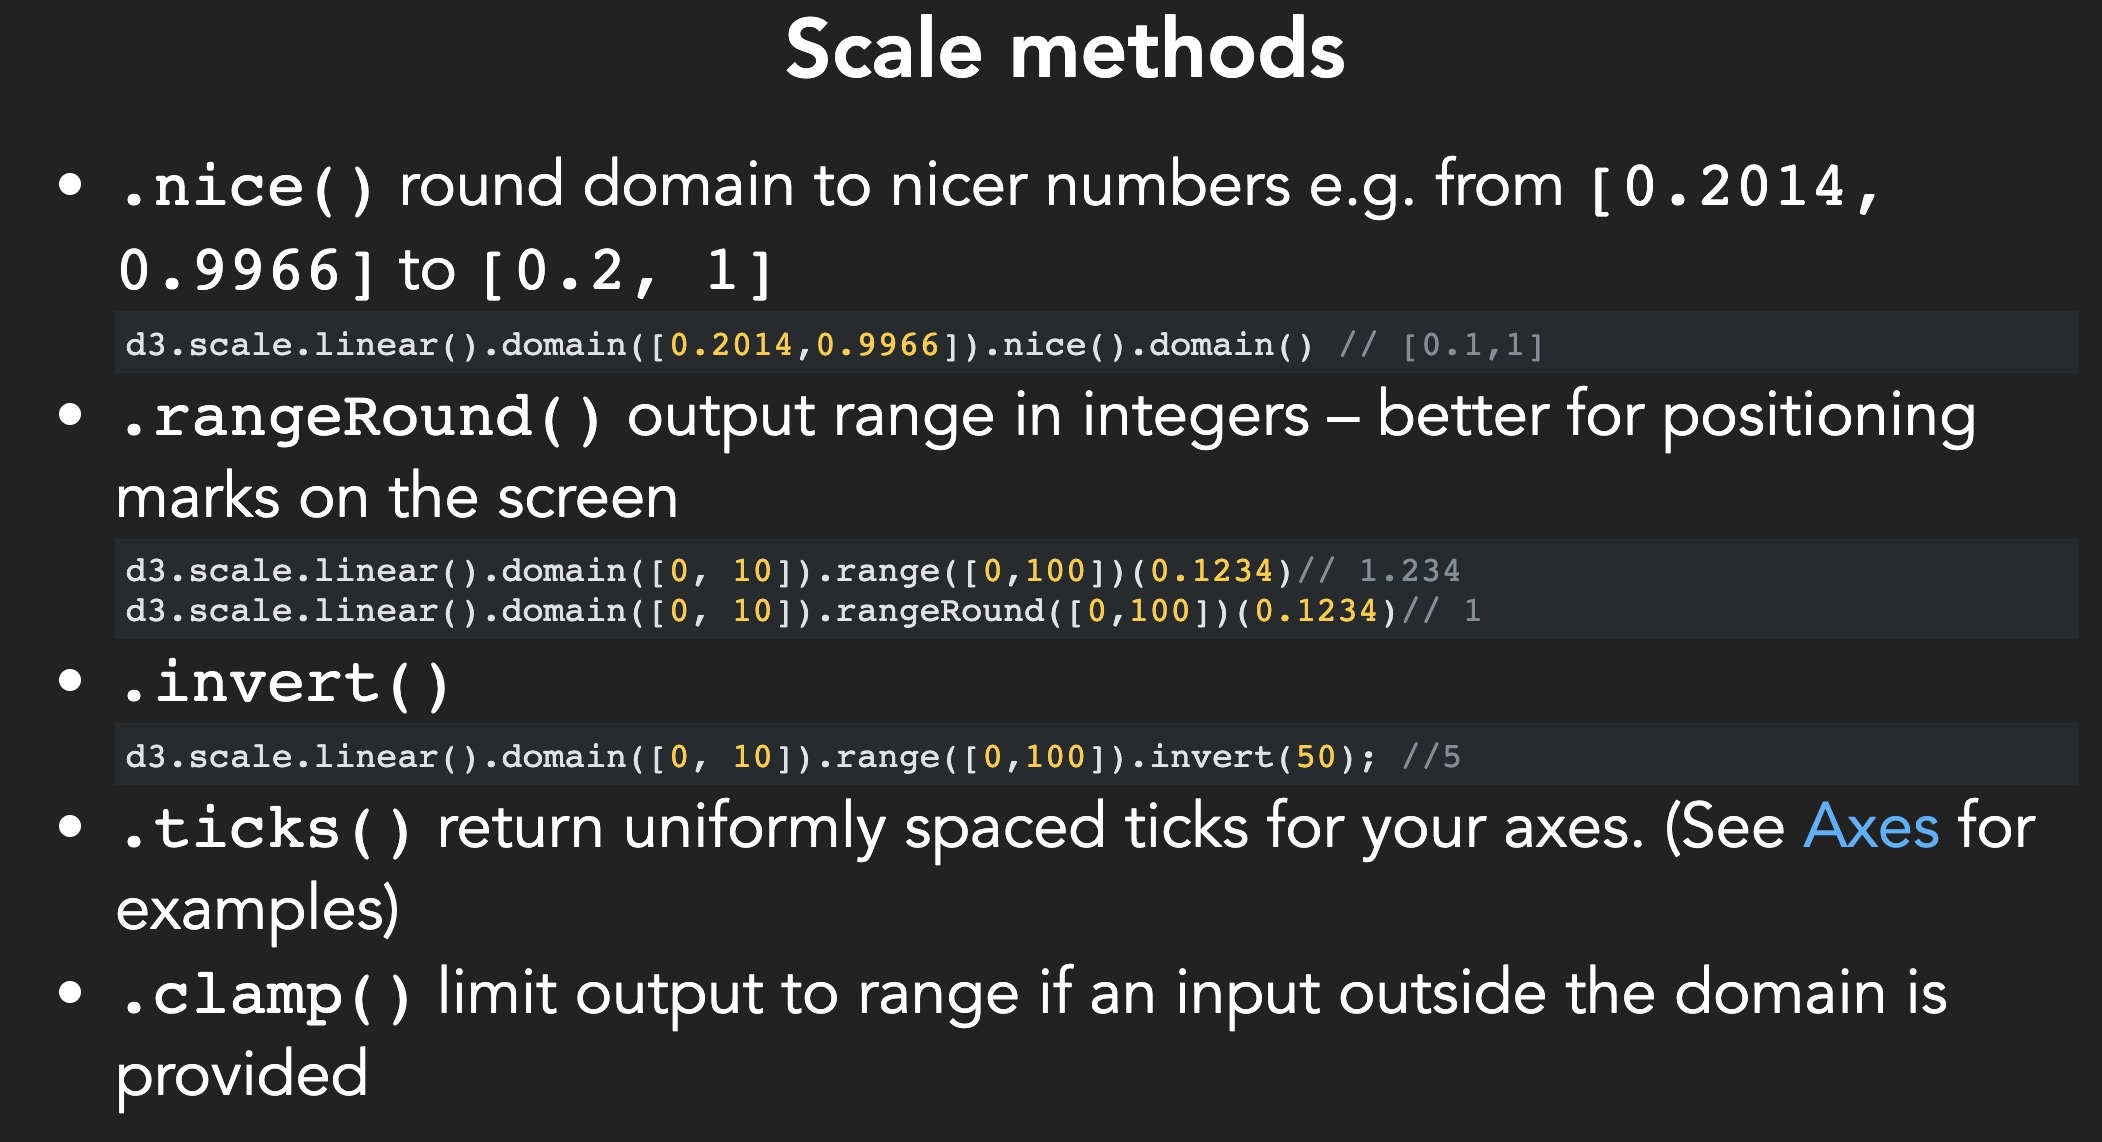 Scale methods
• .nice() round domain to nicer numbers e.g. from [0.2014,
0.9966] to [0.2, 1]
d3.scale.linear().domain([0.2014,0.9966]).nice().domain() // [0.1,1]
• .rangeRound() output range in integers – better for positioning
marks on the screen
d3.scale.linear().domain([0, 10]).range([0,100])(0.1234)// 1.234
d3.scale.linear().domain([0, 10]).rangeRound([0,100])(0.1234)// 1
• .invert()
d3.scale.linear().domain([0, 10]).range([0,100]).invert(50); //5
• .ticks() return uniformly spaced ticks for your axes. (See Axes for
examples)
• .clamp() limit output to range if an input outside the domain is
provided